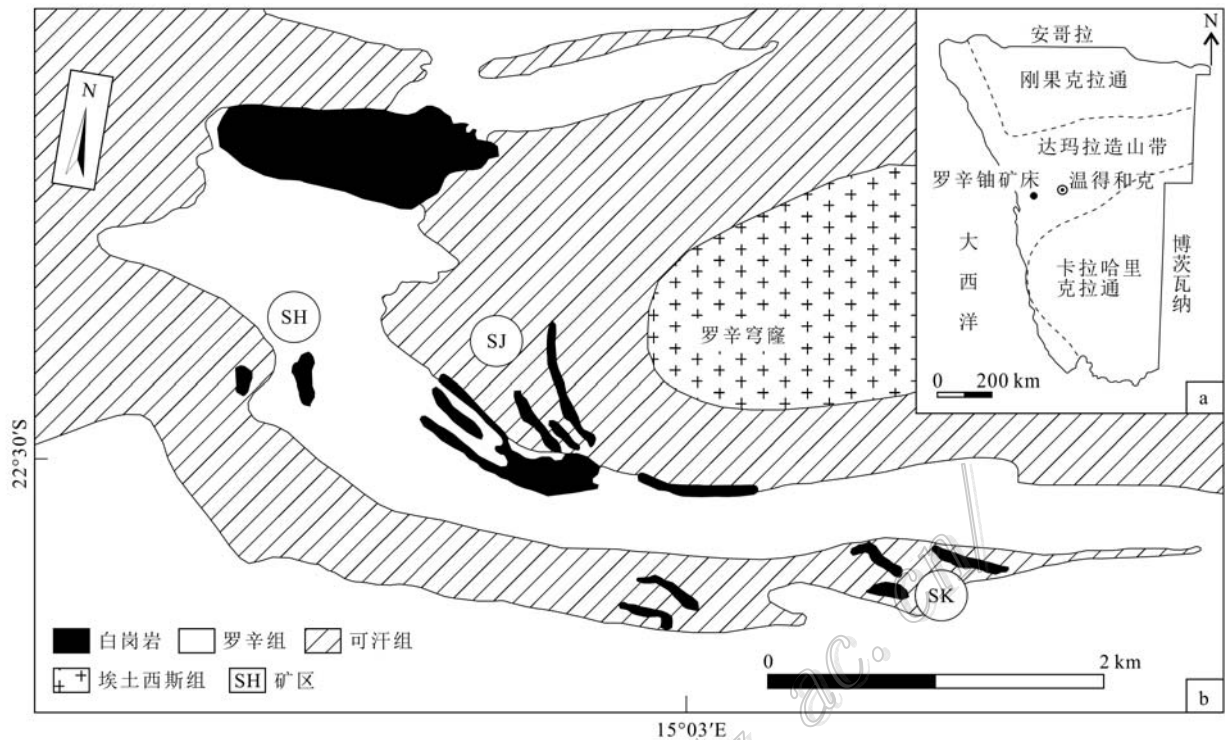 N
SH
SJ
SK
罗辛穹窿
安哥拉
N
刚果克拉通
达玛拉造山带
罗辛铀矿床
温得和克
大西洋
卡拉哈里
克拉通
博茨瓦纳
0 200 km
a
22°30′S
白岗岩 罗辛组 可汗组
埃土西斯组 SH 矿区
0 2 km
b
15°03′E
ac. cn/